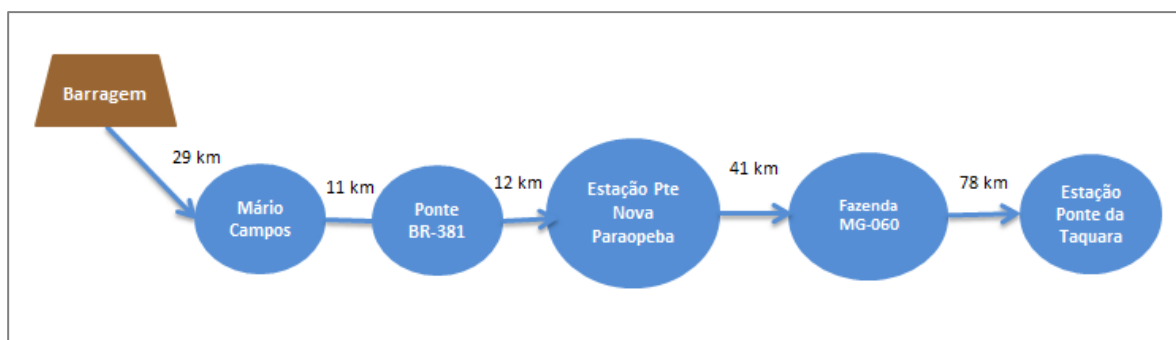 Barragem
29 km
Mário
Campos
11 km
Ponte
BR-381
12 km
Estação Pte
Nova
Paraopeba
41 km
Fazenda
MG-060
78 km
Estação
Ponte da
Taquara